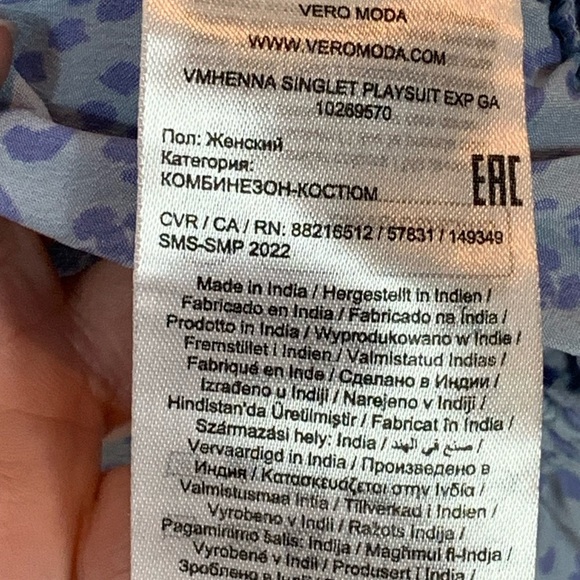 VERO MODA
WWW.VEROMODA.COM
VMHENNA SINGLET PLAYSUIT EXP GA
10269570
Пол: Женский
Категория:
КОМБИНЕЗОН-КОСТЮМ
EAC
CVR / CA / RN: 88216512 / 57831 / 149349
SMS-SMP 2022
Made in India / Hergestellt in Indien /
Fabricado en India / Fabricado na Índia /
Prodotto in India / Wyprodukowano w Indie /
Fremstillet i Indien / Valmistatud Indias /
Fabriqué en Inde / Сделано в Индии /
Izrađeno u Indiji / Narejeno v Indiji /
Hindistan'da Üretilmiştir / Fabricat în India /
Származási hely: India / صنع في الهند /
Vervaardigd in India / Произведено в
Индия / Κατασκευάζεται στην Ινδία /
Valmistusmaa Intia / Tillverkad i Indien /
Vyrobeno v Indii / Ražots Indijā /
Pagaminimo šalis: Indija / Magħmul fl-Indja /
Vyrobené v Indii / Produsert i India /
Зроблено в